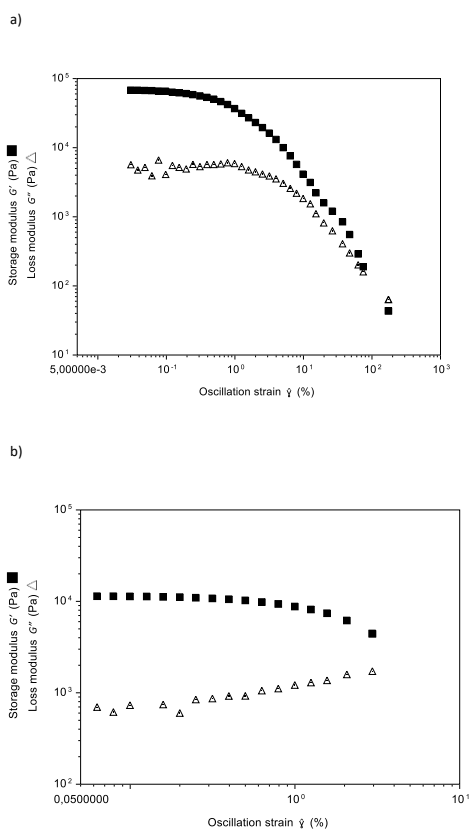 a)
10⁵
10⁴
10³
10²
10¹
Storage modulus G′ (Pa) ■
Loss modulus G″ (Pa) △
5,00000e-3
10⁻¹
10⁰
10¹
10²
10³
Oscillation strain γ̂ (%)
b)
10⁵
10⁴
10³
10²
Storage modulus G′ (Pa) ■
Loss modulus G″ (Pa) △
0,0500000
10⁰
10¹
Oscillation strain γ̂ (%)